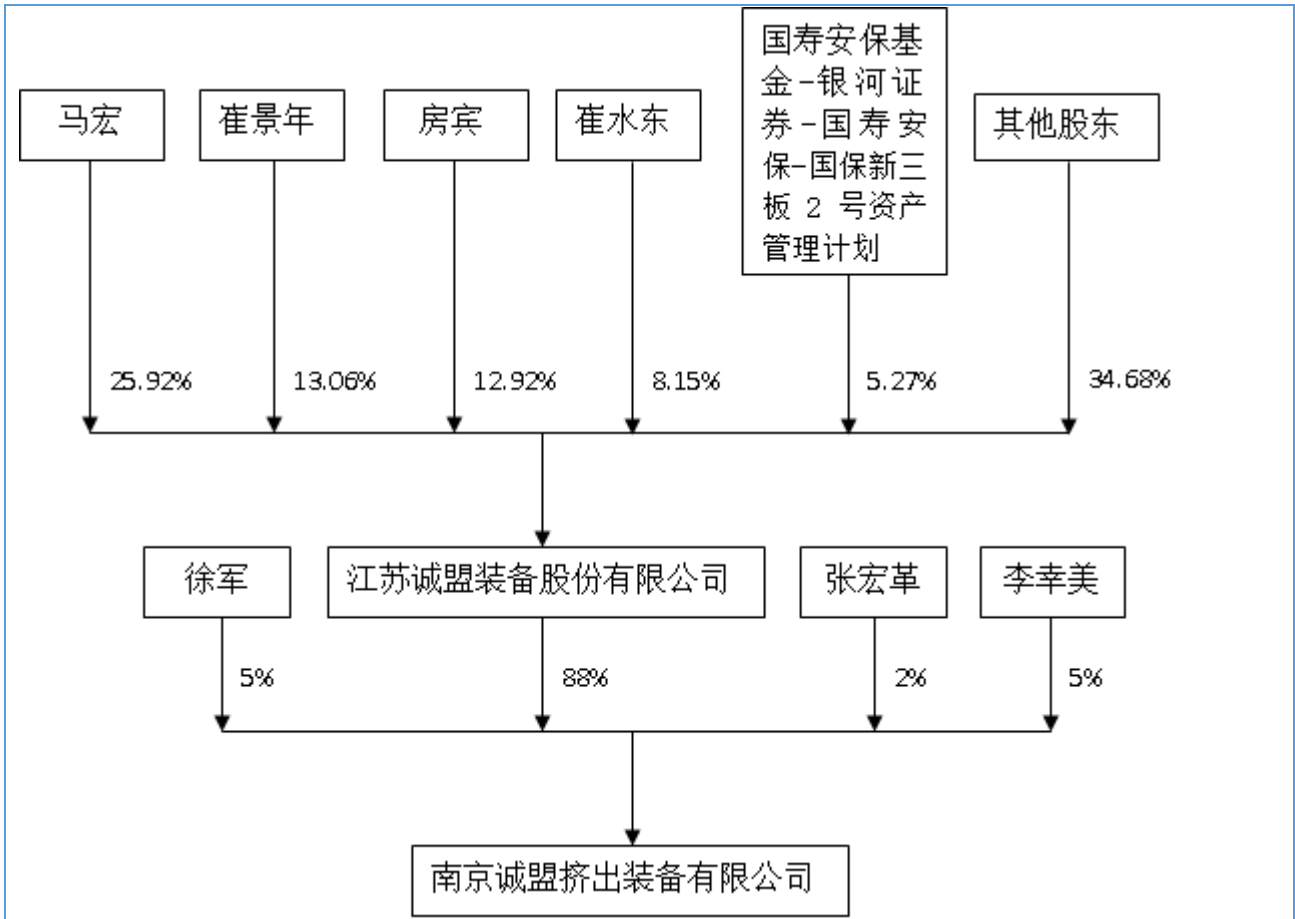 马宏
崔景年
房宾
崔水东
国寿安保基
金-银河证
券-国寿安
保-国保新三
板 2 号资产
管理计划
其他股东
25.92%
13.06%
12.92%
8.15%
5.27%
34.68%
徐军
江苏诚盟装备股份有限公司
张宏革
李幸美
5%
88%
2%
5%
南京诚盟挤出装备有限公司